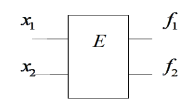 x₁ f₁
E
x₂ f₂